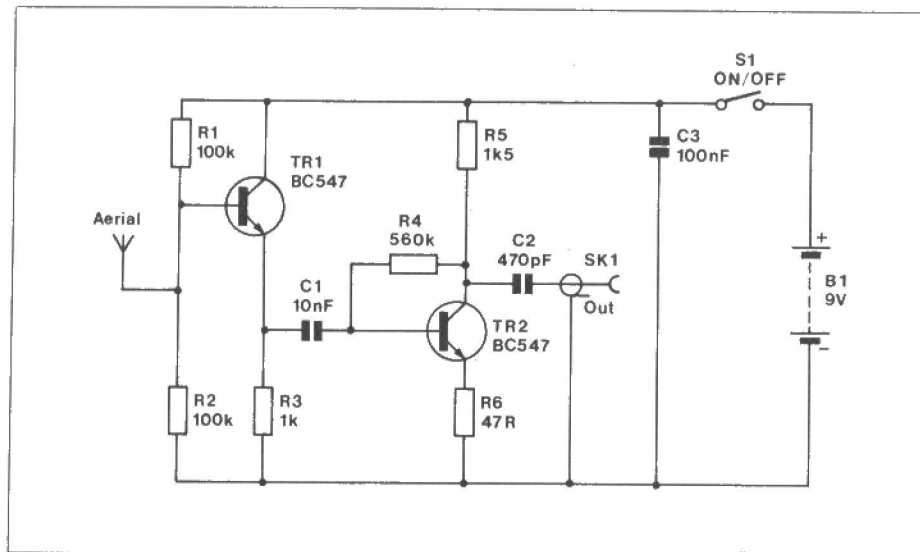 S1
ON/OFF
R1
100k
R5
1k5
C3
100nF
TR1
BC547
Aerial
R4
560k
C2
470pF
SK1
+
C1
10nF
B1
9V
Out
TR2
BC547
−
R2
100k
R3
1k
R6
47R